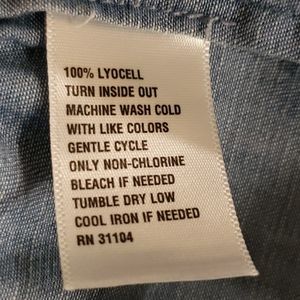 100% LYOCELL
TURN INSIDE OUT
MACHINE WASH COLD
WITH LIKE COLORS
GENTLE CYCLE
ONLY NON-CHLORINE
BLEACH IF NEEDED
TUMBLE DRY LOW
COOL IRON IF NEEDED
RN 31104